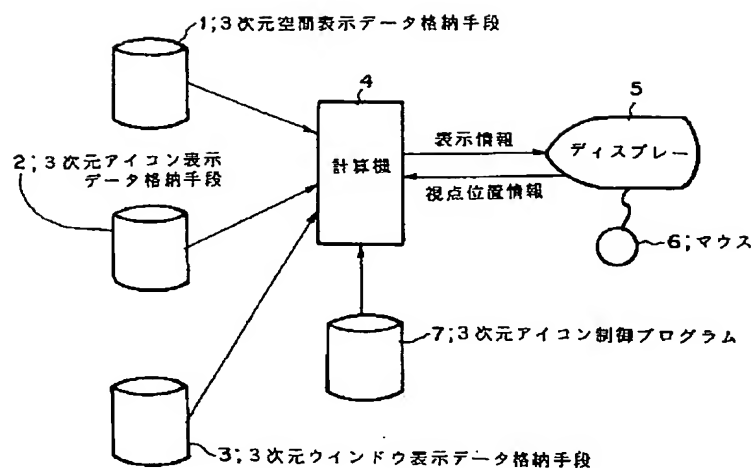 1;3次元空間表示データ格納手段
4
5
表示情報
ディスプレー
2;3次元アイコン表示
データ格納手段
計算機
視点位置情報
6;マウス
7;3次元アイコン制御プログラム
3;3次元ウインドウ表示データ格納手段